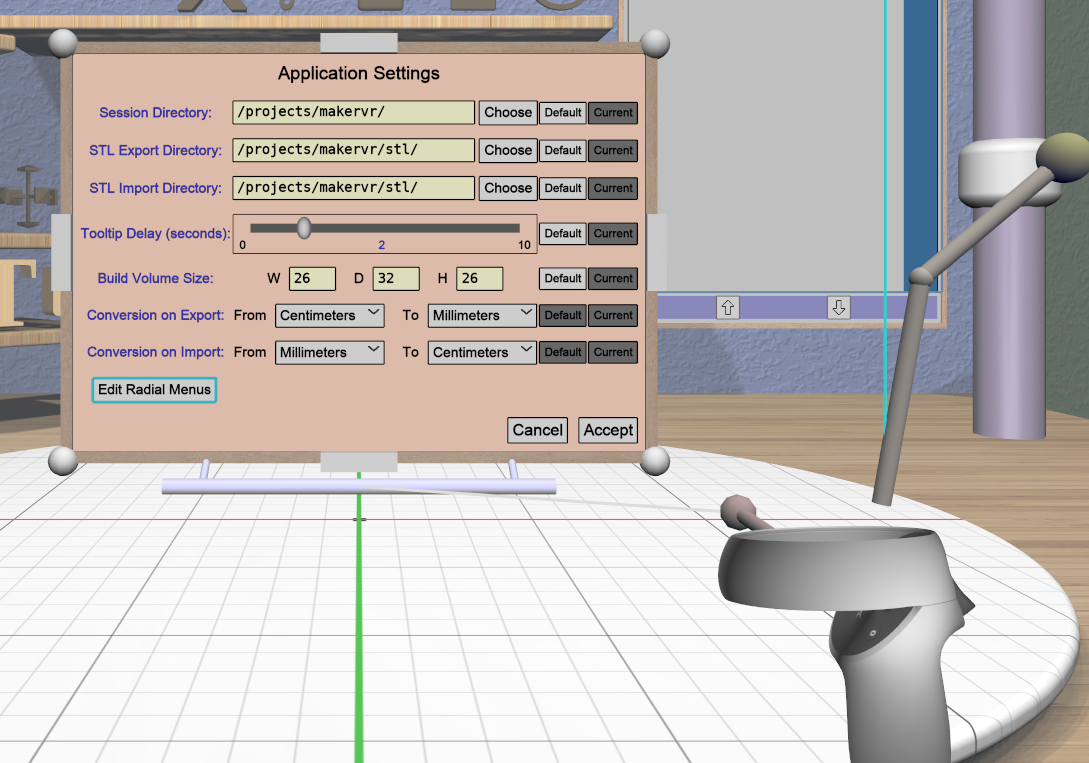 Application Settings
Session Directory: /projects/makervr/ Choose Default Current
STL Export Directory: /projects/makervr/stl/ Choose Default Current
STL Import Directory: /projects/makervr/stl/ Choose Default Current
Tooltip Delay (seconds): 0 2 10 Default Current
Build Volume Size: W 26 D 32 H 26 Default Current
Conversion on Export: From Centimeters To Millimeters Default Current
Conversion on Import: From Millimeters To Centimeters Default Current
Edit Radial Menus
Cancel Accept